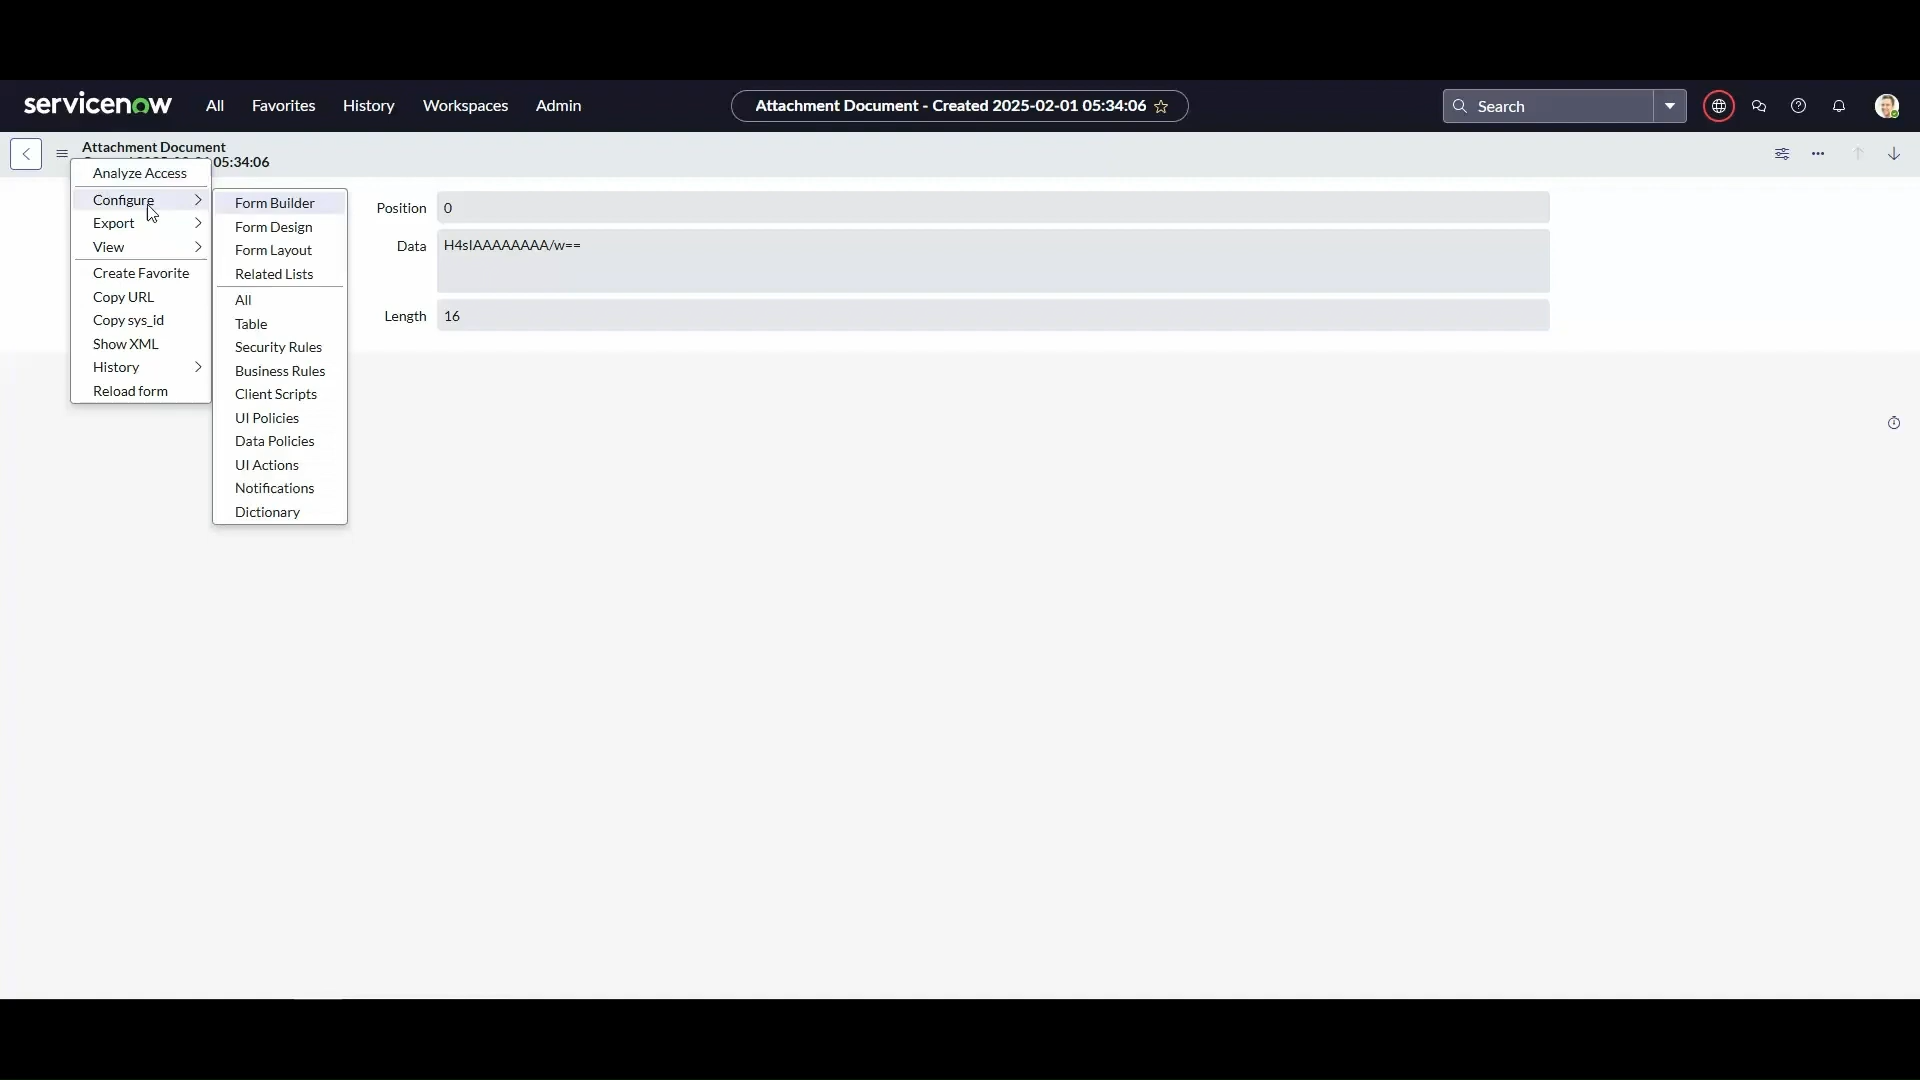 servicenow
All
Favorites
History
Workspaces
Admin
Attachment Document - Created 2025-02-01 05:34:06
Search
Attachment Document
05:34:06
Analyze Access
Configure
Export
View
Create Favorite
Copy URL
Copy sys_id
Show XML
History
Reload form
Form Builder
Form Design
Form Layout
Related Lists
All
Table
Security Rules
Business Rules
Client Scripts
UI Policies
Data Policies
UI Actions
Notifications
Dictionary
Position 0
Data H4sIAAAAAAAA/w==
Length 16